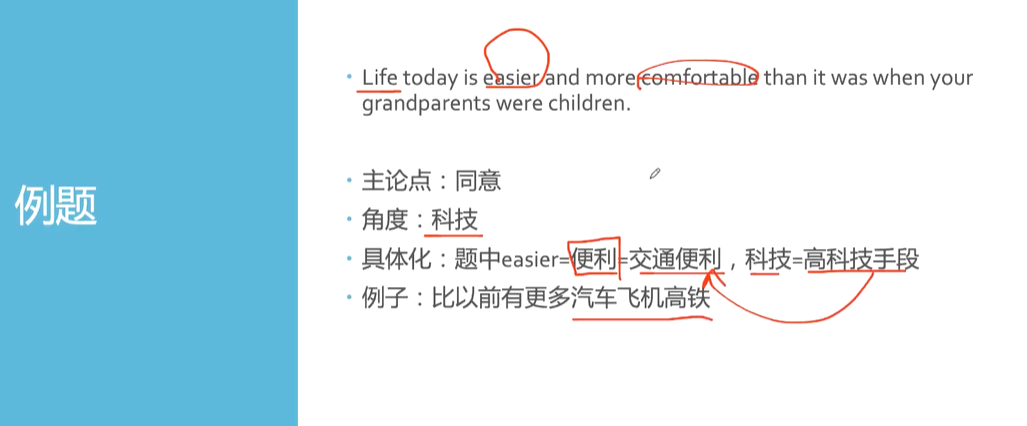 例题
Life today is easier and more comfortable than it was when your
grandparents were children.
主论点：同意
角度：科技
具体化：题中easier=便利=交通便利，科技=高科技手段
例子：比以前有更多汽车飞机高铁